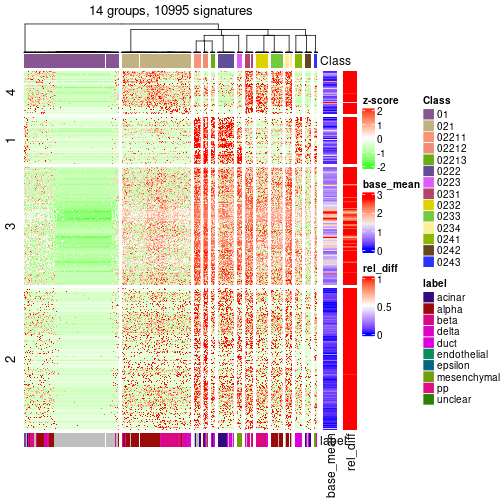 14 groups, 10995 signatures
Class
4
1
3
2
label
base_mean
rel_diff
z-score
2
1
0
-1
-2
base_mean
3
2
1
0
rel_diff
1
0.5
0
Class
01
021
02211
02212
02213
0222
0223
0231
0232
0233
0234
0241
0242
0243
label
acinar
alpha
beta
delta
duct
endothelial
epsilon
mesenchymal
pp
unclear